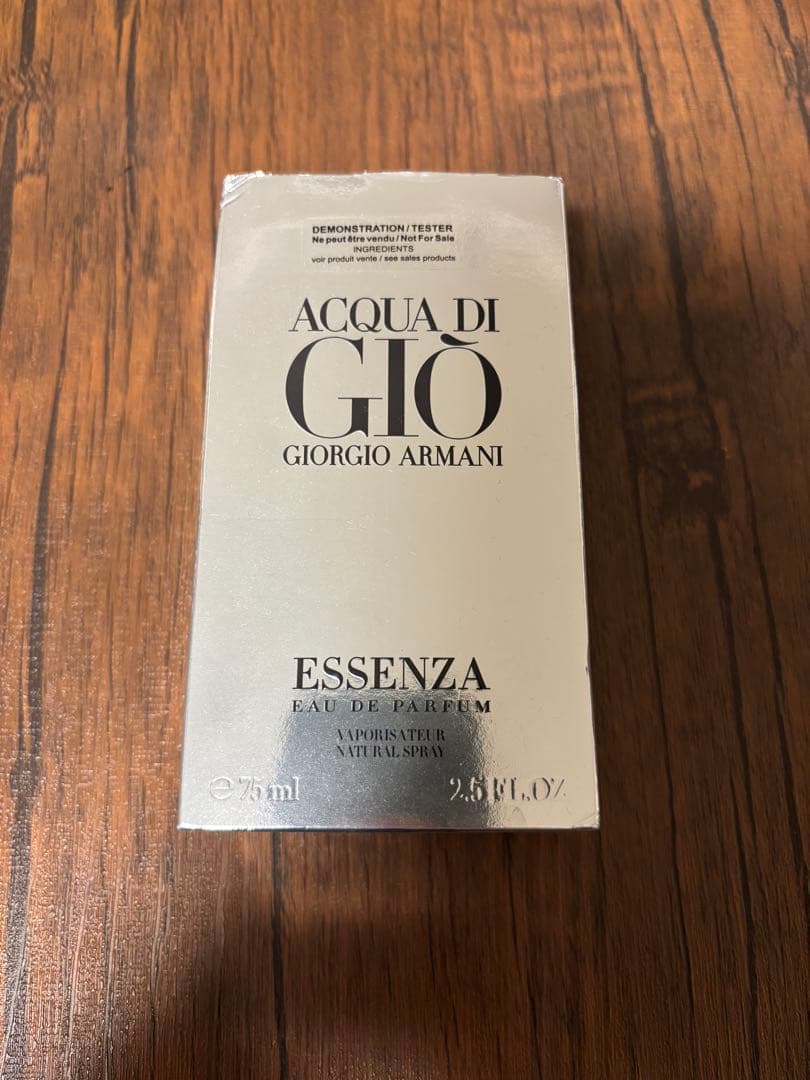 DEMONSTRATION / TESTER
Ne peut être vendu / Not For Sale
INGREDIENTS
voir produit vente / see sales products
ACQUA DI
GIÒ
GIORGIO ARMANI
ESSENZA
EAU DE PARFUM
VAPORISATEUR
NATURAL SPRAY
℮ 75 ml 2.5 FL.OZ.